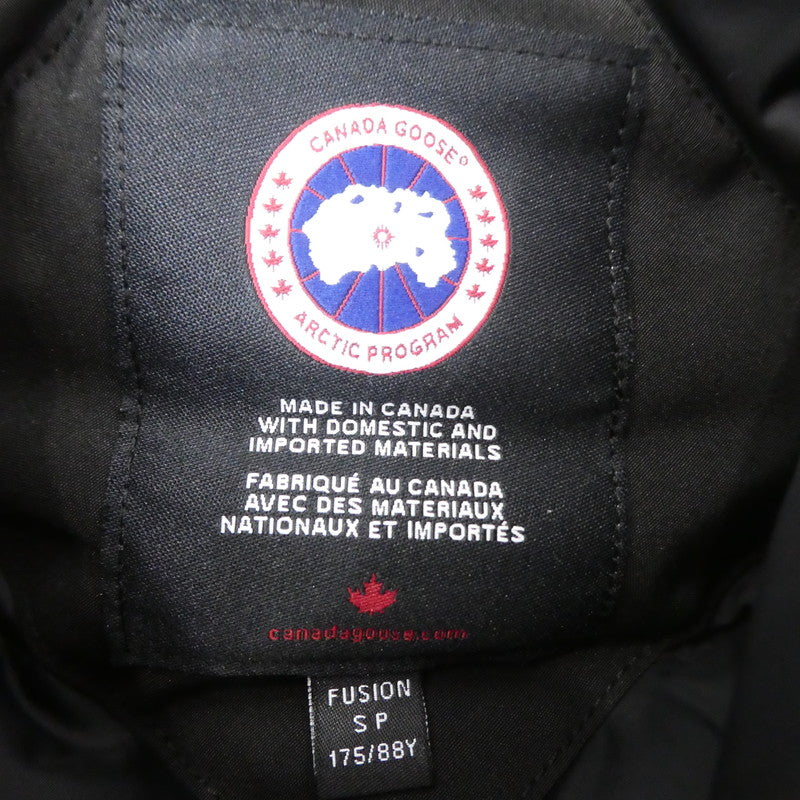 CANADA GOOSE®
ARCTIC PROGRAM
MADE IN CANADA
WITH DOMESTIC AND
IMPORTED MATERIALS
FABRIQUÉ AU CANADA
AVEC DES MATERIAUX
NATIONAUX ET IMPORTÉS
canadagoose.com
FUSION
S P
175/88Y